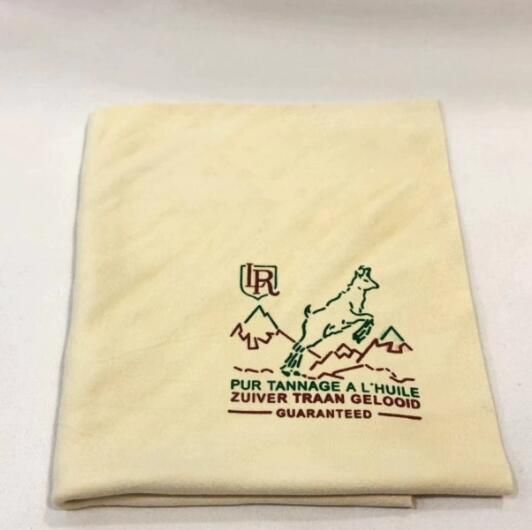 LR
PUR TANNAGE A L'HUILE
ZUIVER TRAAN GELOOID
GUARANTEED